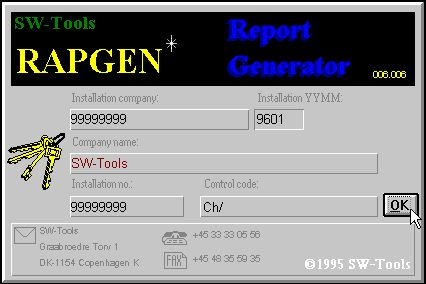 SW-Tools
RAPGEN*
Report
Generator
006.006
Installation company:
Installation YYMM:
99999999
9601
Company name:
SW-Tools
Installation no.:
Control code:
99999999
Ch/
OK
SW-Tools
+45 33 33 05 56
Graabroedre Torv 1
DK-1154 Copenhagen K
FAX
+45 48 35 59 35
©1995 SW-Tools